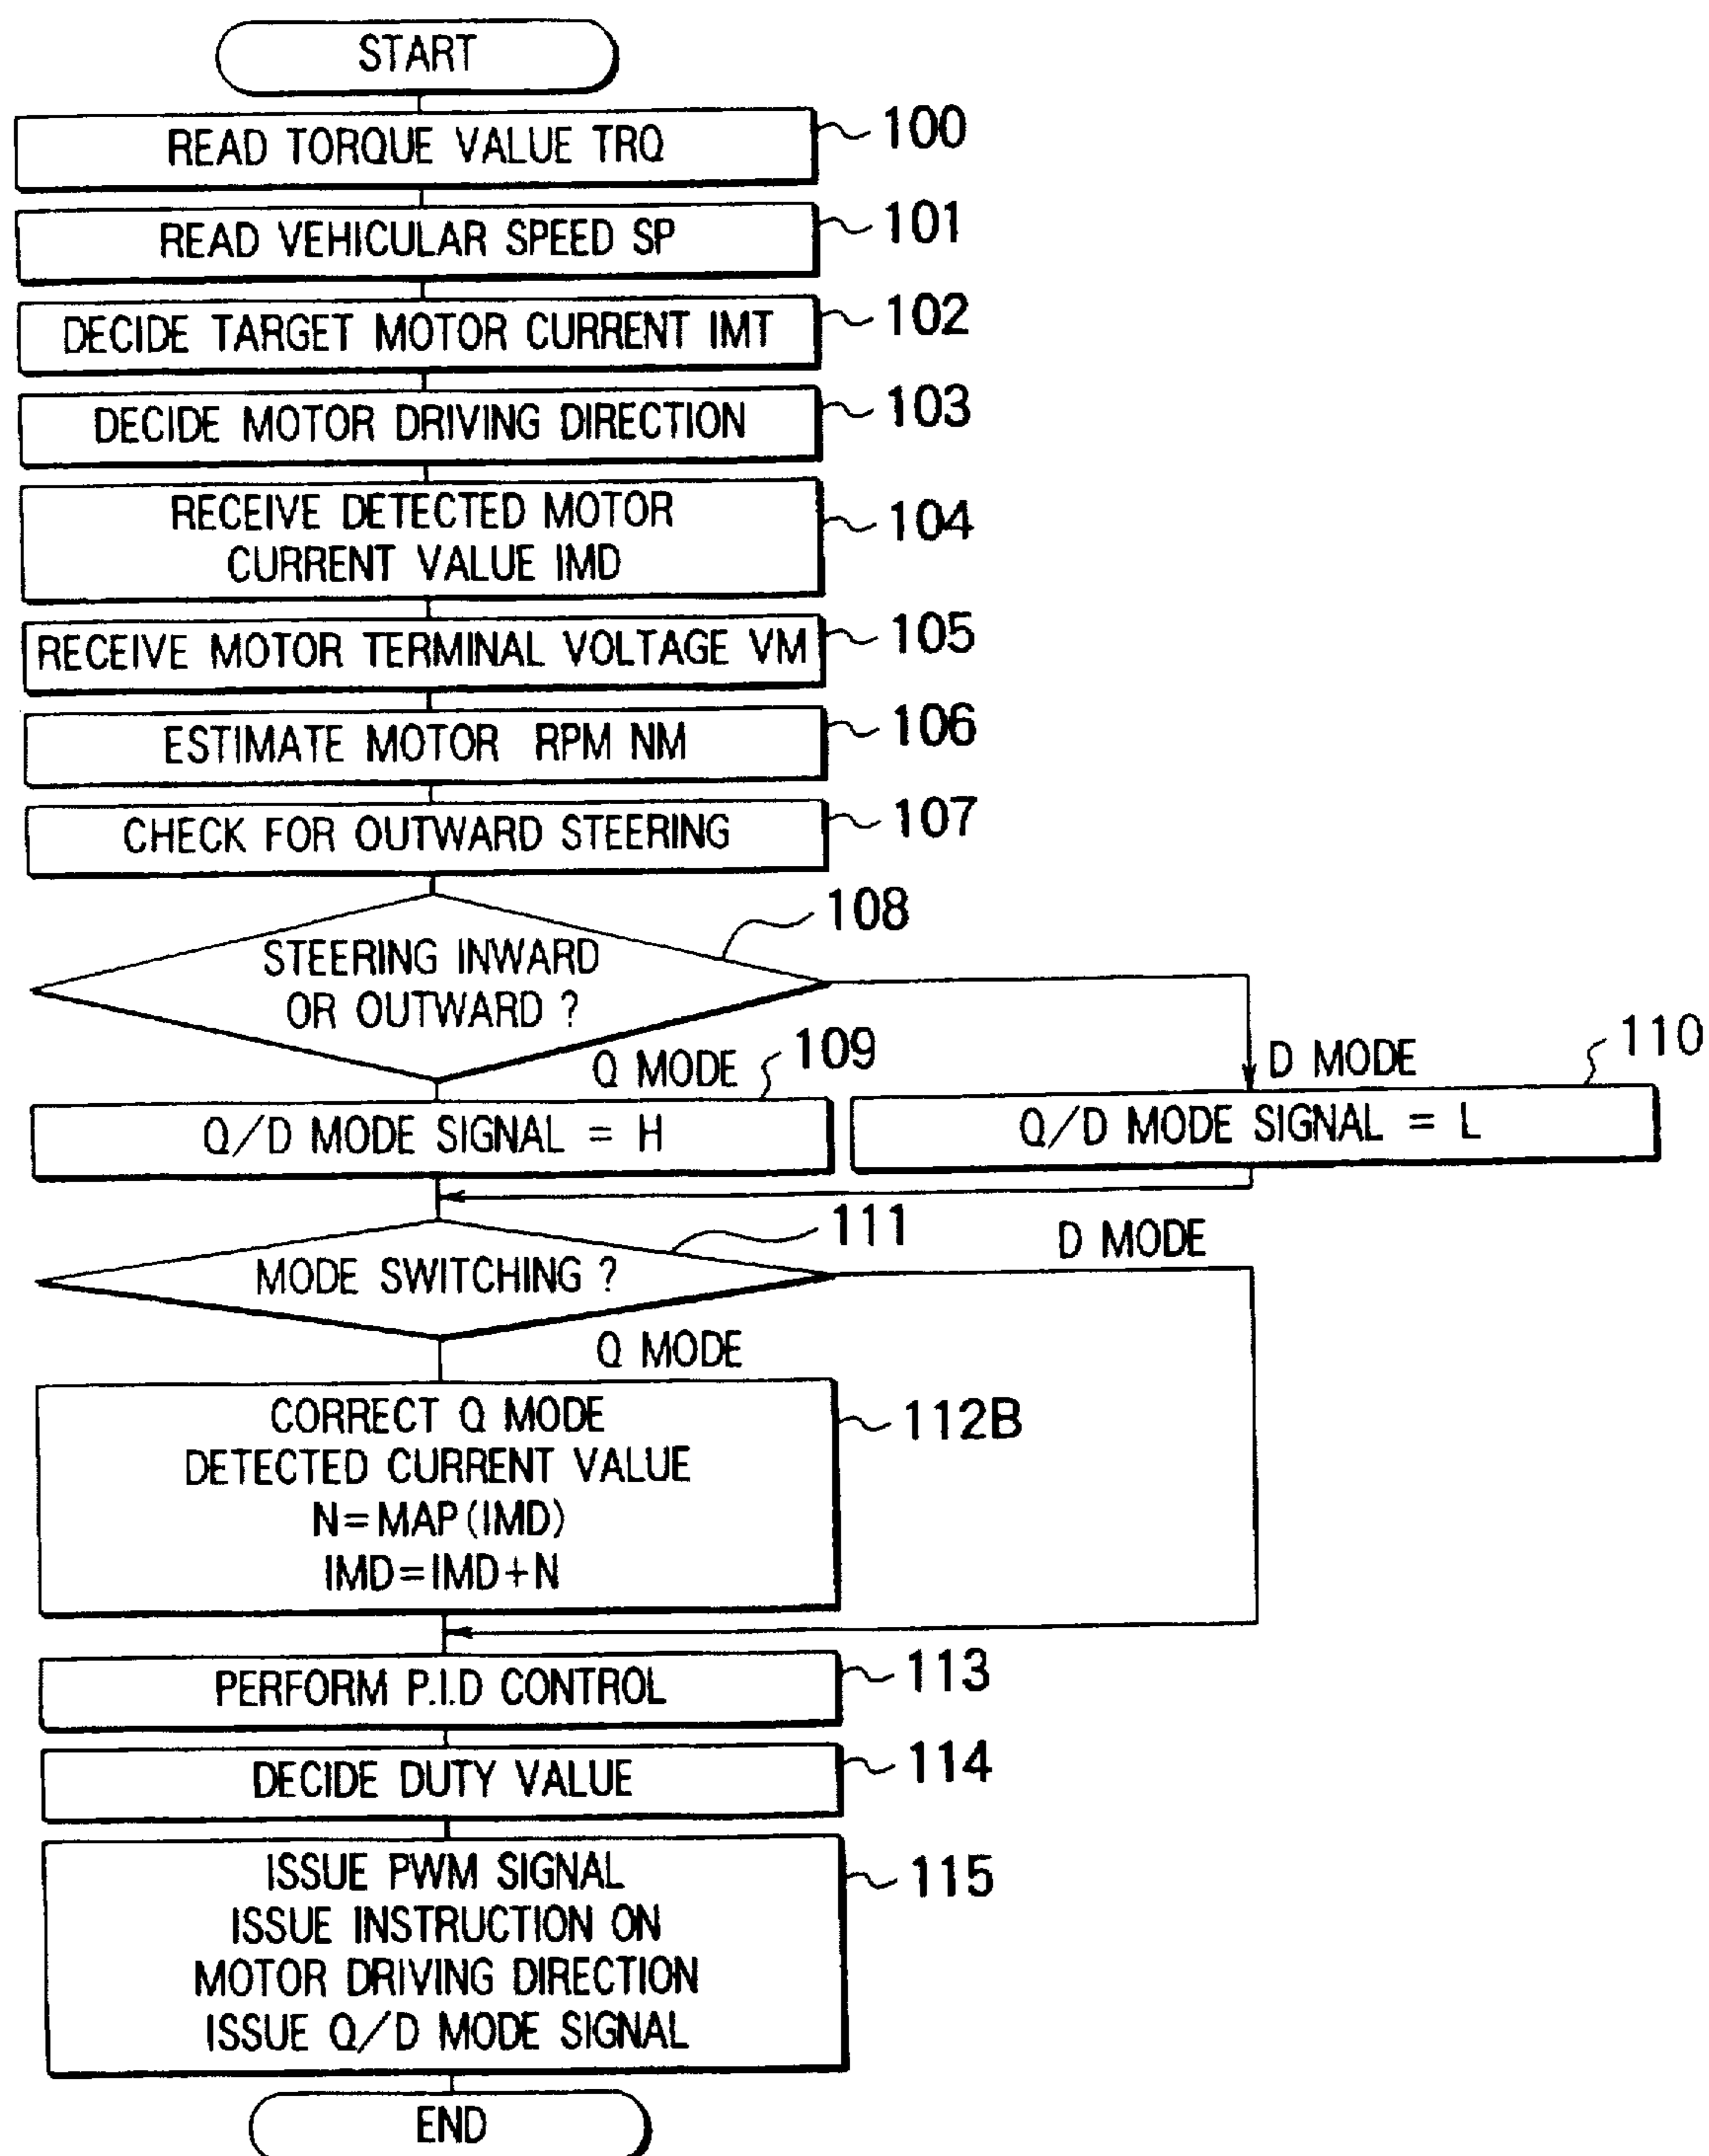 START
READ TORQUE VALUE TRQ
100
READ VEHICULAR SPEED SP
101
DECIDE TARGET MOTOR CURRENT IMT
102
DECIDE MOTOR DRIVING DIRECTION
103
RECEIVE DETECTED MOTOR
CURRENT VALUE IMD
104
RECEIVE MOTOR TERMINAL VOLTAGE VM
105
ESTIMATE MOTOR RPM NM
106
CHECK FOR OUTWARD STEERING
107
STEERING INWARD
OR OUTWARD ?
108
Q MODE
109
D MODE
110
Q/D MODE SIGNAL = H
Q/D MODE SIGNAL = L
MODE SWITCHING ?
111
D MODE
Q MODE
CORRECT Q MODE
DETECTED CURRENT VALUE
N=MAP(IMD)
IMD=IMD+N
112B
PERFORM P.I.D CONTROL
113
DECIDE DUTY VALUE
114
ISSUE PWM SIGNAL
ISSUE INSTRUCTION ON
MOTOR DRIVING DIRECTION
ISSUE Q/D MODE SIGNAL
115
END